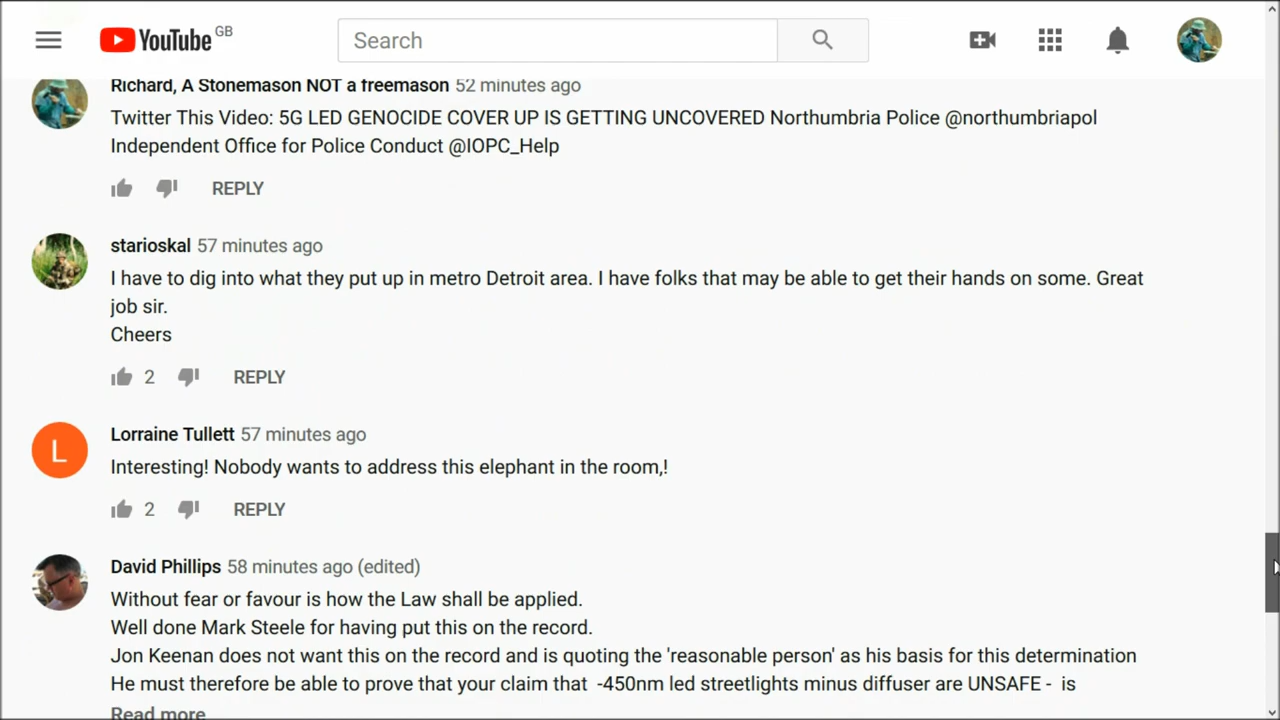 YouTube GB
Search
Richard, A Stonemason NOT a freemason 52 minutes ago
Twitter This Video: 5G LED GENOCIDE COVER UP IS GETTING UNCOVERED Northumbria Police @northumbriapol
Independent Office for Police Conduct @IOPC_Help
REPLY
starioskal 57 minutes ago
I have to dig into what they put up in metro Detroit area. I have folks that may be able to get their hands on some. Great
job sir.
Cheers
2 REPLY
L
Lorraine Tullett 57 minutes ago
Interesting! Nobody wants to address this elephant in the room,!
2 REPLY
David Phillips 58 minutes ago (edited)
Without fear or favour is how the Law shall be applied.
Well done Mark Steele for having put this on the record.
Jon Keenan does not want this on the record and is quoting the 'reasonable person' as his basis for this determination
He must therefore be able to prove that your claim that -450nm led streetlights minus diffuser are UNSAFE - is
Read more